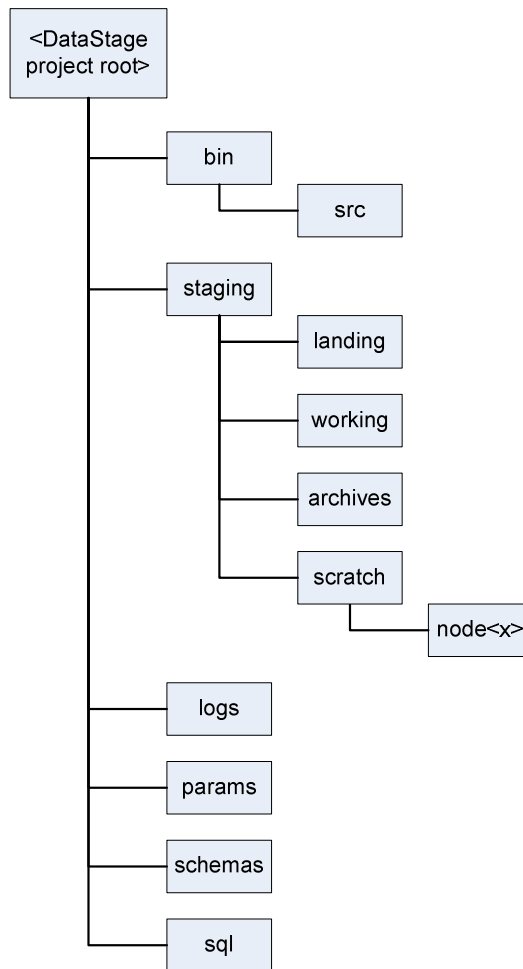 <DataStage
project root>
bin
src
staging
landing
working
archives
scratch
node<x>
logs
params
schemas
sql